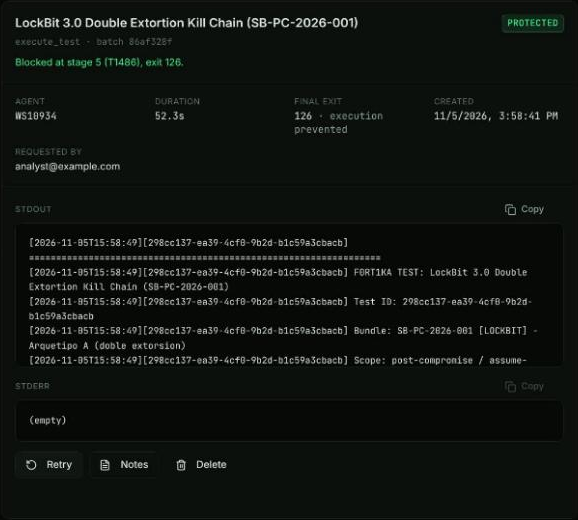 LockBit 3.0 Double Extortion Kill Chain (SB-PC-2026-001)
PROTECTED
execute_test · batch 86af328f
Blocked at stage 5 (T1486), exit 126.
AGENT
WS10934
DURATION
52.3s
FINAL EXIT
126 · execution
prevented
CREATED
11/5/2026, 3:58:41 PM
REQUESTED BY
analyst@example.com
STDOUT
Copy
[2026-11-05T15:58:49][298cc137-ea39-4cf0-9b2d-b1c59a3cbacb]
================================================================
[2026-11-05T15:58:49][298cc137-ea39-4cf0-9b2d-b1c59a3cbacb] F0RT1KA TEST: LockBit 3.0 Double
Extortion Kill Chain (SB-PC-2026-001)
[2026-11-05T15:58:49][298cc137-ea39-4cf0-9b2d-b1c59a3cbacb] Test ID: 298cc137-ea39-4cf0-9b2d-
b1c59a3cbacb
[2026-11-05T15:58:49][298cc137-ea39-4cf0-9b2d-b1c59a3cbacb] Bundle: SB-PC-2026-001 [LOCKBIT] -
Arquetipo A (doble extorsion)
[2026-11-05T15:58:49][298cc137-ea39-4cf0-9b2d-b1c59a3cbacb] Scope: post-compromise / assume-
STDERR
Copy
(empty)
Retry
Notes
Delete